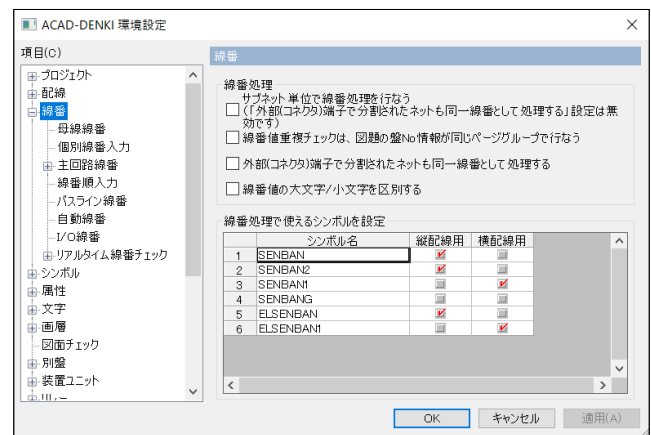 ACAD-DENKI 環境設定
項目(C)
プロジェクト
配線
線番
母線線番
個別線番入力
主回路線番
線番順入力
バスライン線番
自動線番
I/O線番
リアルタイム線番チェック
シンボル
属性
文字
画層
図面チェック
別盤
装置ユニット
リレー
線番
線番処理
サブネット単位で線番処理を行なう
(「外部(コネクタ)端子で分割されたネットも同一線番として処理する」設定は無
効です)
線番値重複チェックは、図題の盤No情報が同じページグループで行なう
外部(コネクタ)端子で分割されたネットも同一線番として処理する
線番値の大文字/小文字を区別する
線番処理で使えるシンボルを設定
シンボル名 縦配線用 横配線用
1 SENBAN
2 SENBAN2
3 SENBAN1
4 SENBANG
5 ELSENBAN
6 ELSENBAN1
OK キャンセル 適用(A)